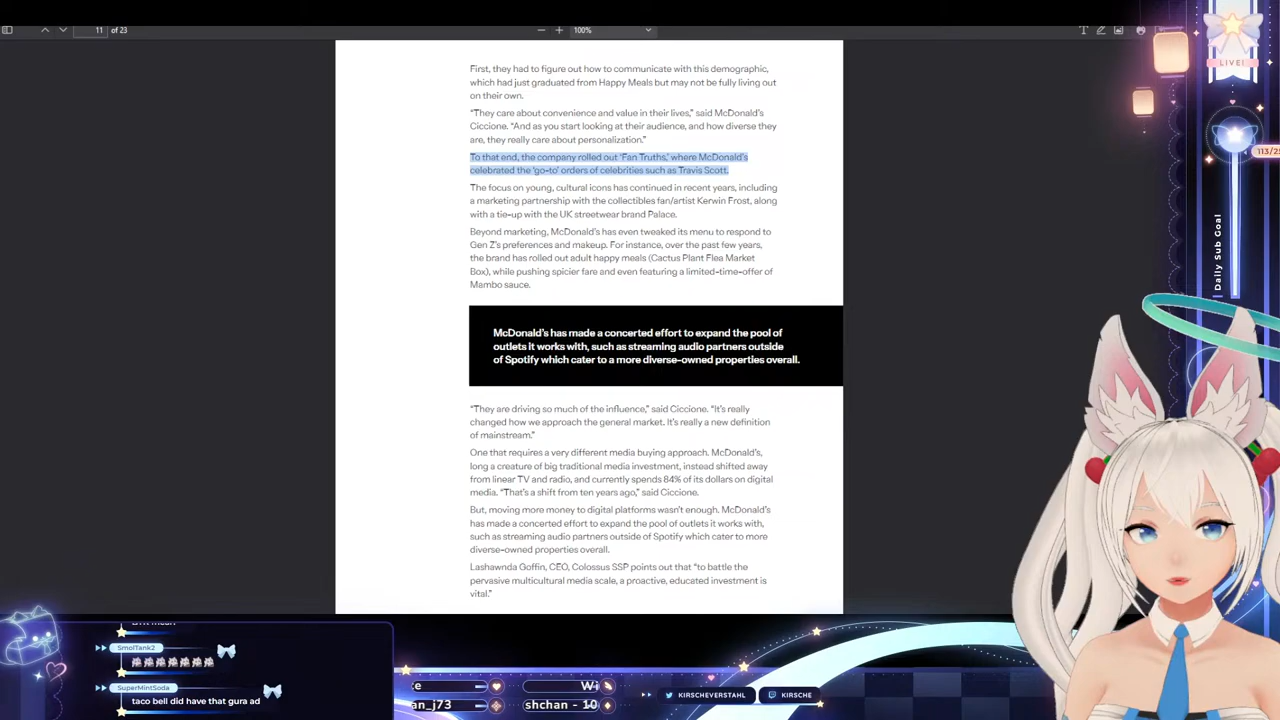 11 of 23
100%
First, they had to figure out how to communicate with this demographic,
which had just graduated from Happy Meals but may not be fully living out
on their own.
“They care about convenience and value in their lives,” said McDonald’s
Ciccione. “And as you start looking at their audience, and how diverse they
are, they really care about personalization.”
To that end, the company rolled out ‘Fan Truths,’ where McDonald’s
celebrated the ‘go-to’ orders of celebrities such as Travis Scott.
The focus on young, cultural icons has continued in recent years, including
a marketing partnership with the collectibles fan/artist Kerwin Frost, along
with a tie-up with the UK streetwear brand Palace.
Beyond marketing, McDonald’s has even tweaked its menu to respond to
Gen Z’s preferences and makeup. For instance, over the past few years,
the brand has rolled out adult happy meals (Cactus Plant Flea Market
Box), while pushing spicier fare and even featuring a limited-time-offer of
Mambo sauce.
McDonald’s has made a concerted effort to expand the pool of
outlets it works with, such as streaming audio partners outside
of Spotify which cater to a more diverse-owned properties overall.
“They are driving so much of the influence,” said Ciccione. “It’s really
changed how we approach the general market. It’s really a new definition
of mainstream.”
One that requires a very different media buying approach. McDonald’s,
long a creature of big traditional media investment, instead shifted away
from linear TV and radio, and currently spends 84% of its dollars on digital
media. “That’s a shift from ten years ago,” said Ciccione.
But, moving more money to digital platforms wasn’t enough. McDonald’s
has made a concerted effort to expand the pool of outlets it works with,
such as streaming audio partners outside of Spotify which cater to more
diverse-owned properties overall.
Lashawnda Goffin, CEO, Colossus SSP points out that “to battle the
pervasive multicultural media scale, a proactive, educated investment is
vital.”
LIVE!
113/25
Daily Sub Goal
SmolTank2
SuperMintSoda
taco bell did have that gura ad
an_j73
shchan - 10
KIRSCHEVERSTAHL
KIRSCHE